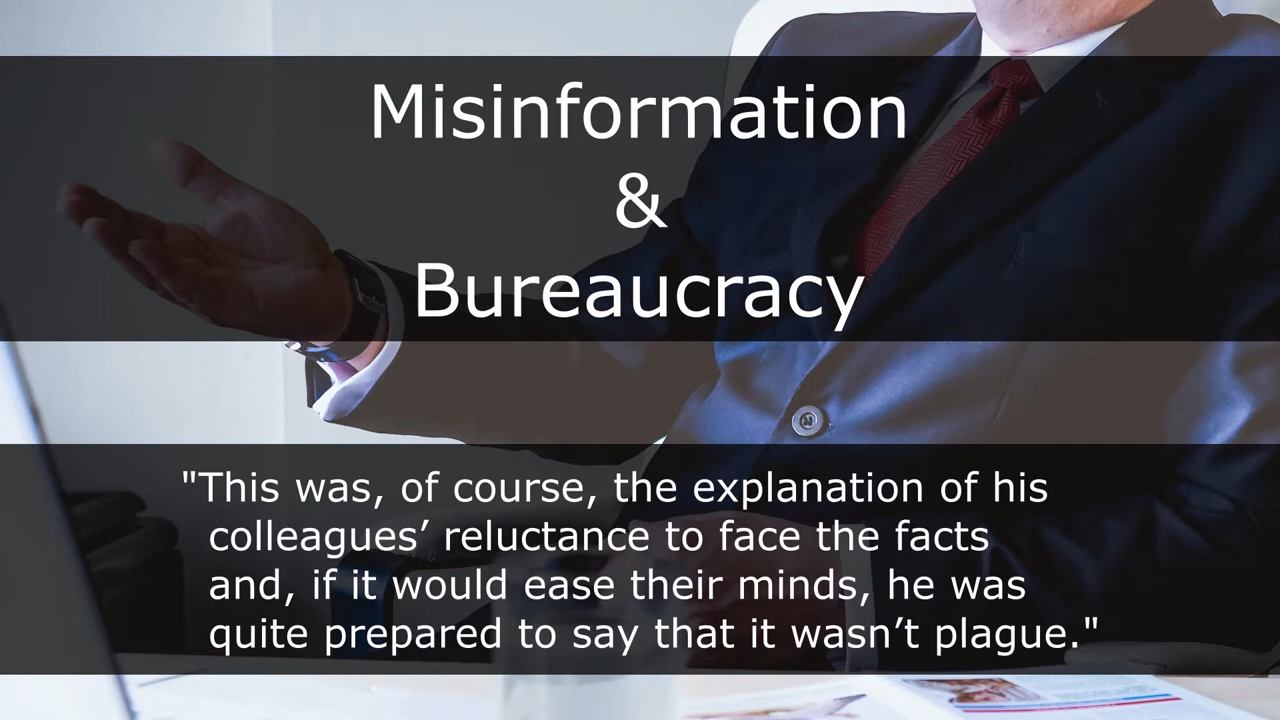 Misinformation
&
Bureaucracy
"This was, of course, the explanation of his
colleagues’ reluctance to face the facts
and, if it would ease their minds, he was
quite prepared to say that it wasn’t plague."